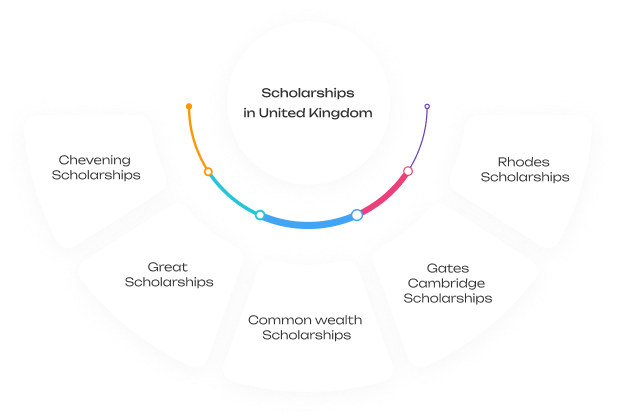 Scholarships
in United Kingdom
Chevening
Scholarships
Great
Scholarships
Common wealth
Scholarships
Gates
Cambridge
Scholarships
Rhodes
Scholarships